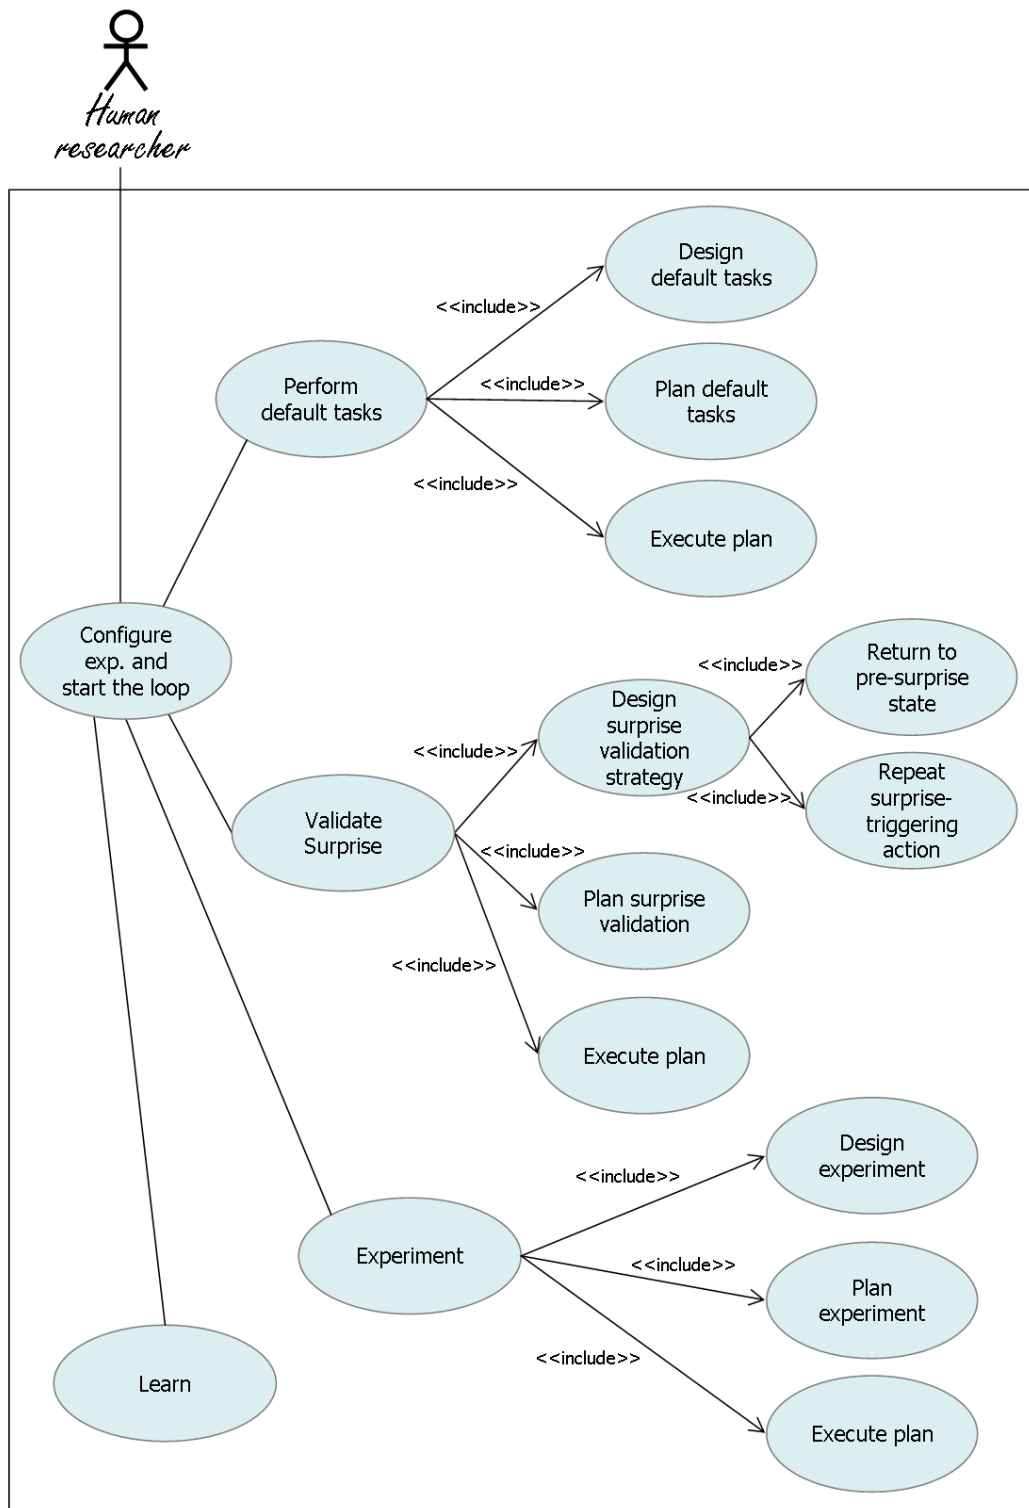 Human
researcher
Design
default tasks
<<include>>
Perform
default tasks
<<include>>
Plan default
tasks
<<include>>
Execute plan
Configure
exp. and
start the loop
Return to
pre-surprise
state
<<include>>
Design
surprise
validation
strategy
<<include>>
<<include>>
Repeat
surprise-
triggering
action
Validate
Surprise
<<include>>
Plan surprise
validation
<<include>>
Execute plan
Design
experiment
<<include>>
Experiment
<<include>>
Plan
experiment
<<include>>
Learn
Execute plan